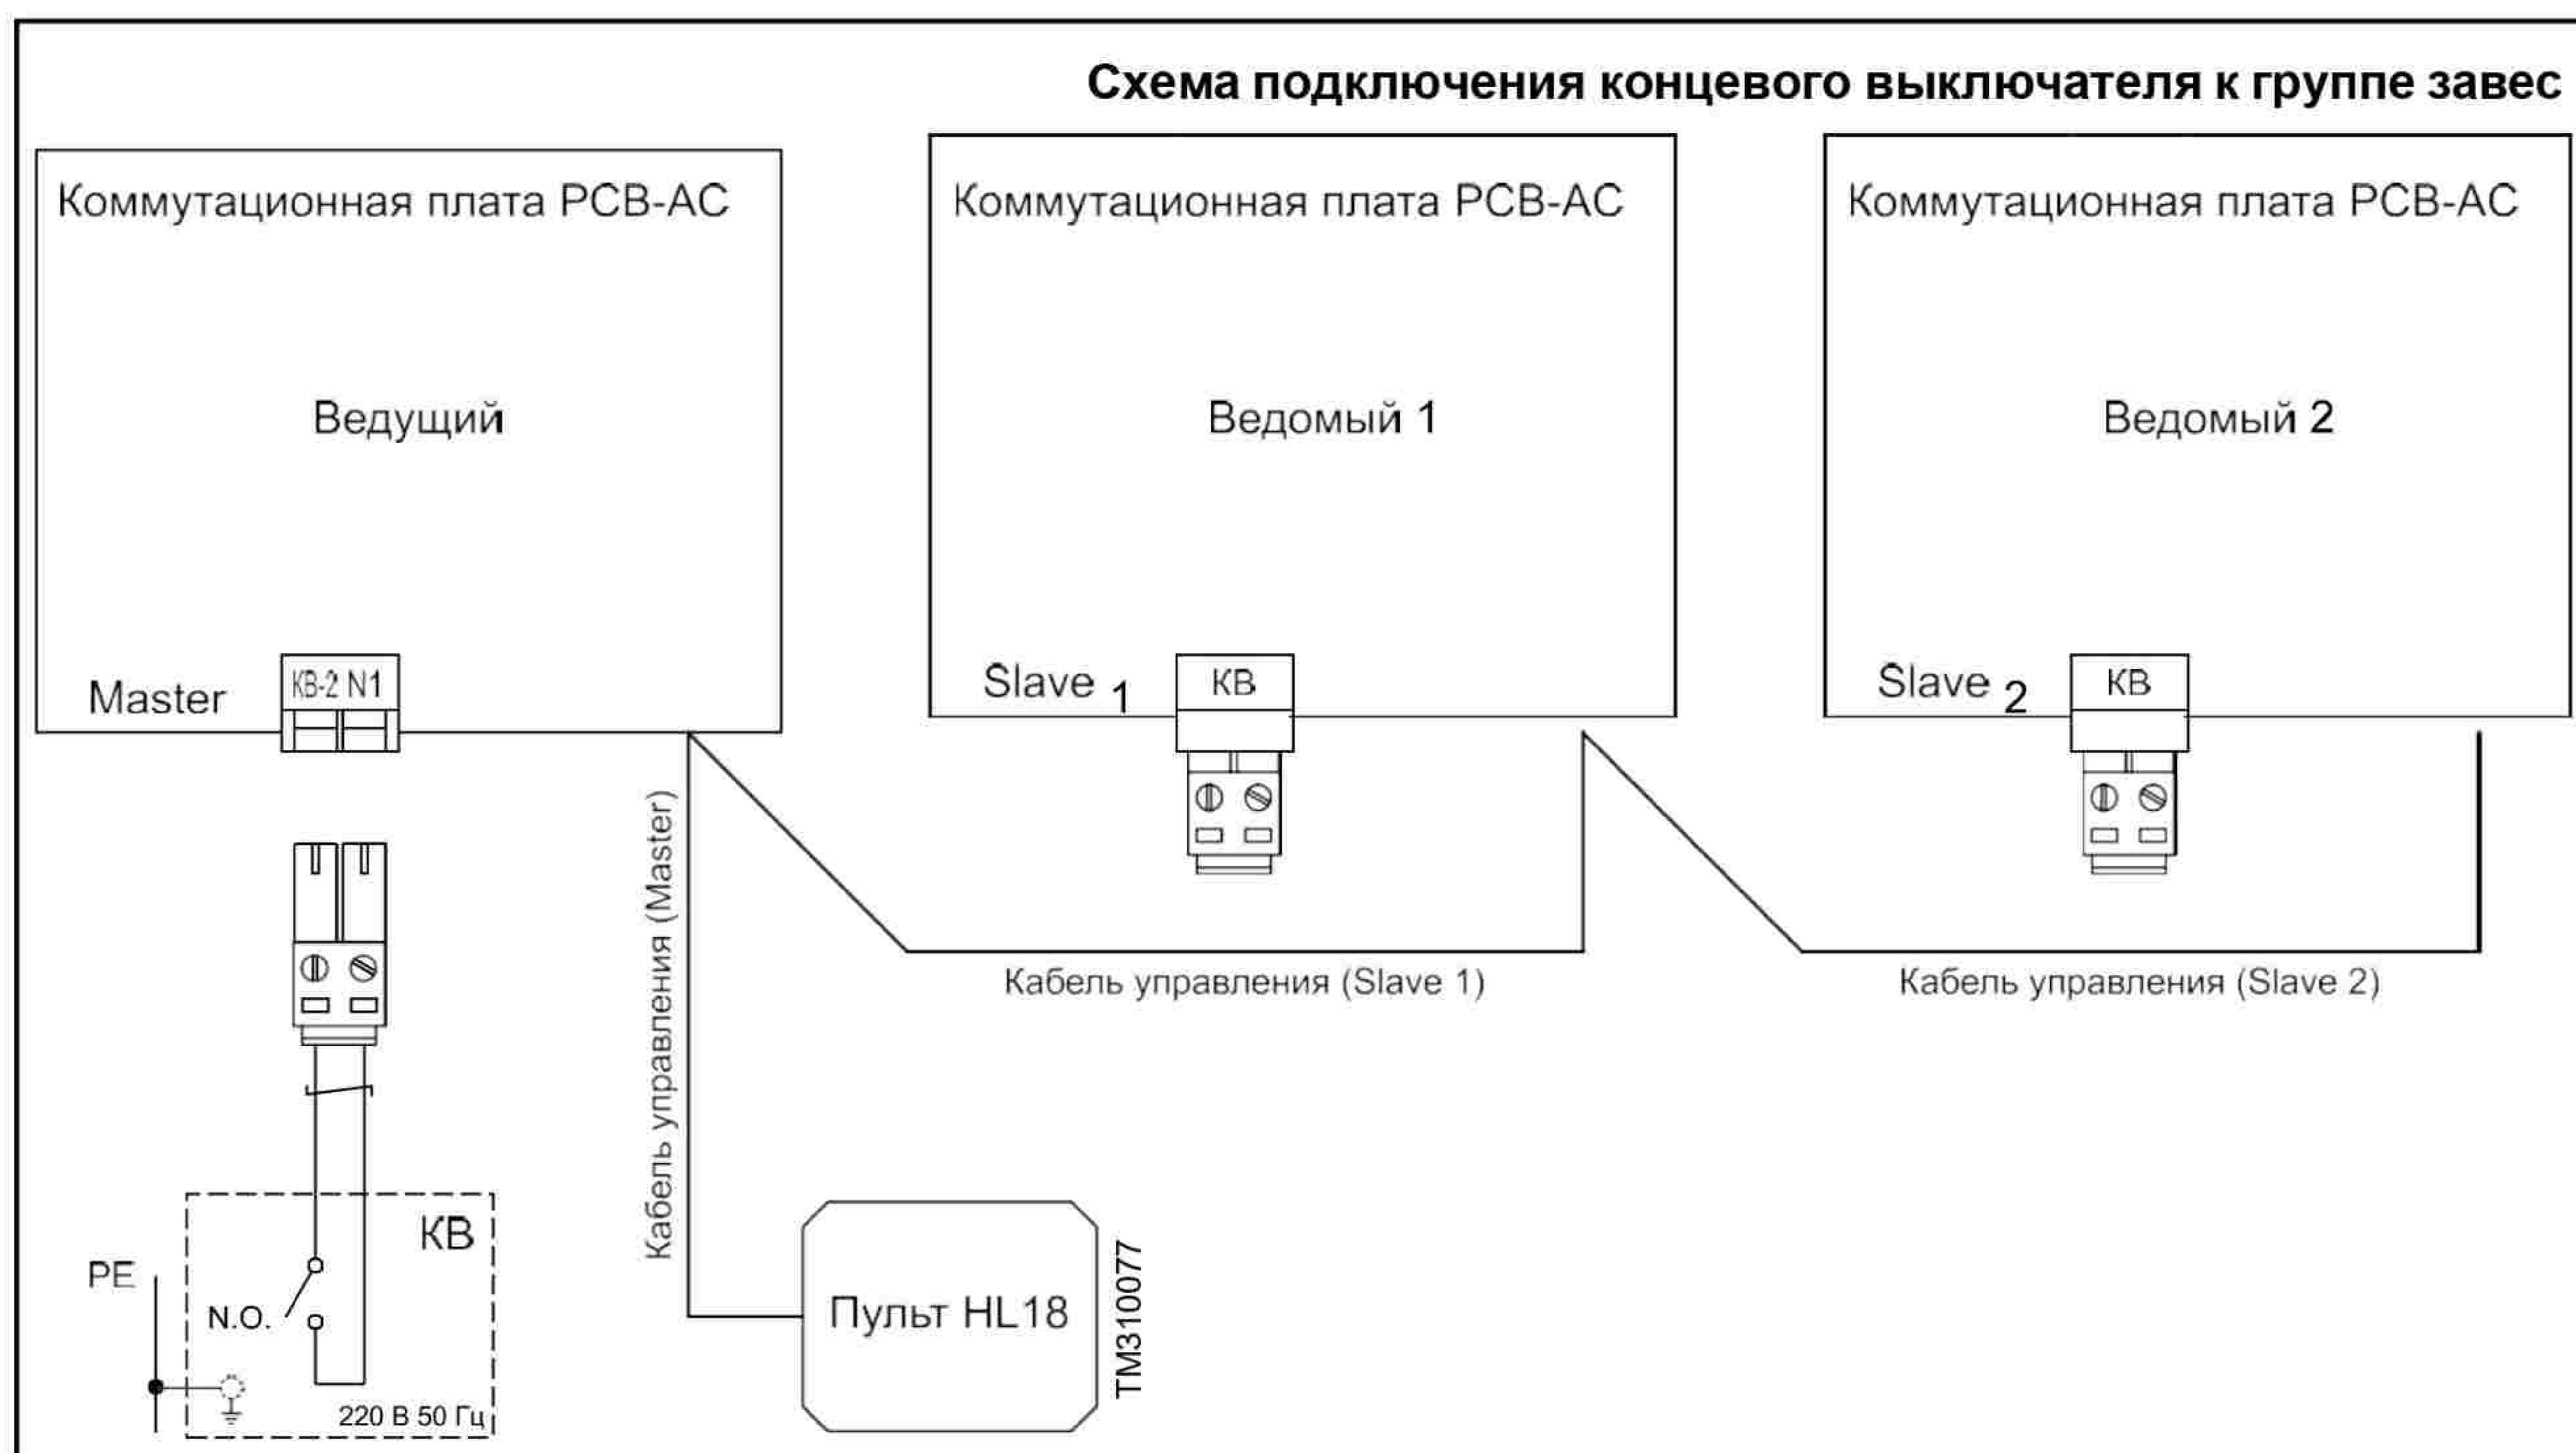 Схема подключения концевого выключателя к группе завес
Коммутационная плата PCB-AC
Ведущий
Master
КВ-2 N1
Коммутационная плата PCB-AC
Ведомый 1
Slave 1
КВ
Коммутационная плата PCB-AC
Ведомый 2
Slave 2
КВ
Кабель управления (Master)
Кабель управления (Slave 1)
Кабель управления (Slave 2)
КВ
PE
N.O.
220 В 50 Гц
Пульт HL18
TM310077